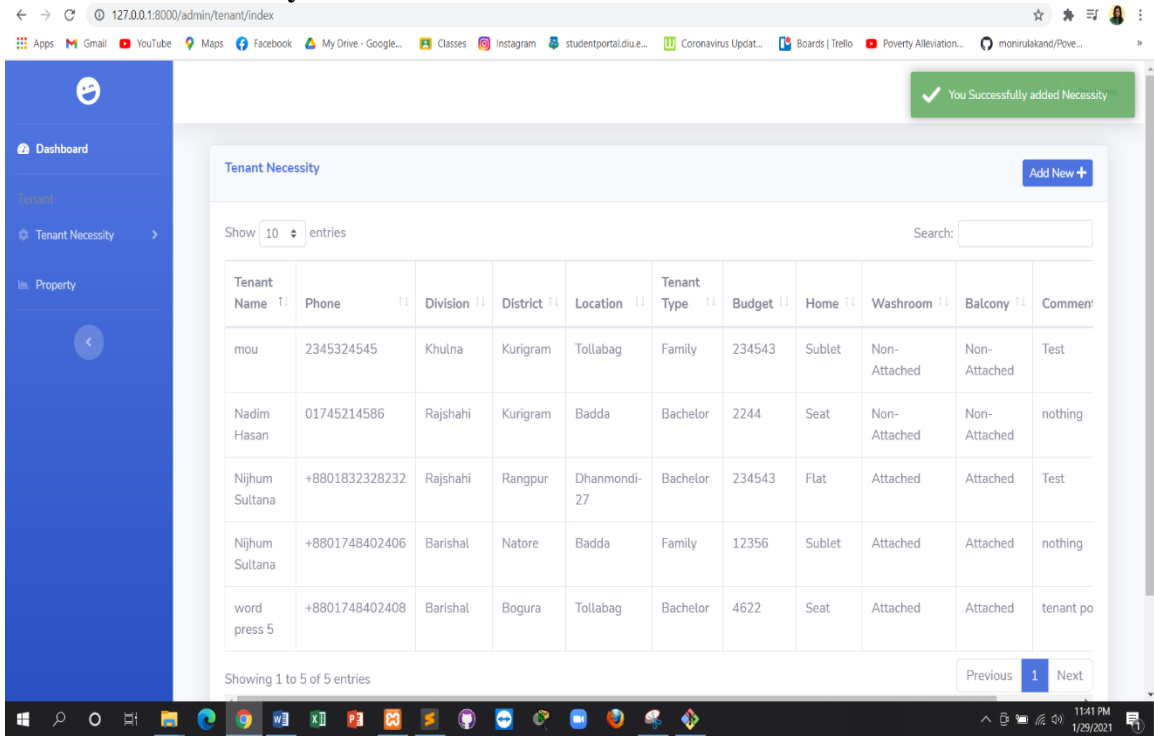 127.0.0.1:8000/admin/tenant/index
Apps Gmail YouTube Maps Facebook My Drive - Google... Classes Instagram studentportal.diu.e... Coronavirus Updat... Boards | Trello Poverty Alleviation... monirulakand/Pove... »
You Successfully added Necessity
Dashboard
Tenant
Tenant Necessity
Property
Tenant Necessity
Add New +
Show 10 entries
Search:
Tenant Name Phone Division District Location Tenant Type Budget Home Washroom Balcony Comment
mou 2345324545 Khulna Kurigram Tollabag Family 234543 Sublet Non-Attached Non-Attached Test
Nadim Hasan 01745214586 Rajshahi Kurigram Badda Bachelor 2244 Seat Non-Attached Non-Attached nothing
Nijhum Sultana +8801832328232 Rajshahi Rangpur Dhanmondi-27 Bachelor 234543 Flat Attached Attached Test
Nijhum Sultana +8801748402406 Barishal Natore Badda Family 12356 Sublet Attached Attached nothing
word press 5 +8801748402408 Barishal Bogura Tollabag Bachelor 4622 Seat Attached Attached tenant po
Showing 1 to 5 of 5 entries
Previous 1 Next
11:41 PM
1/29/2021